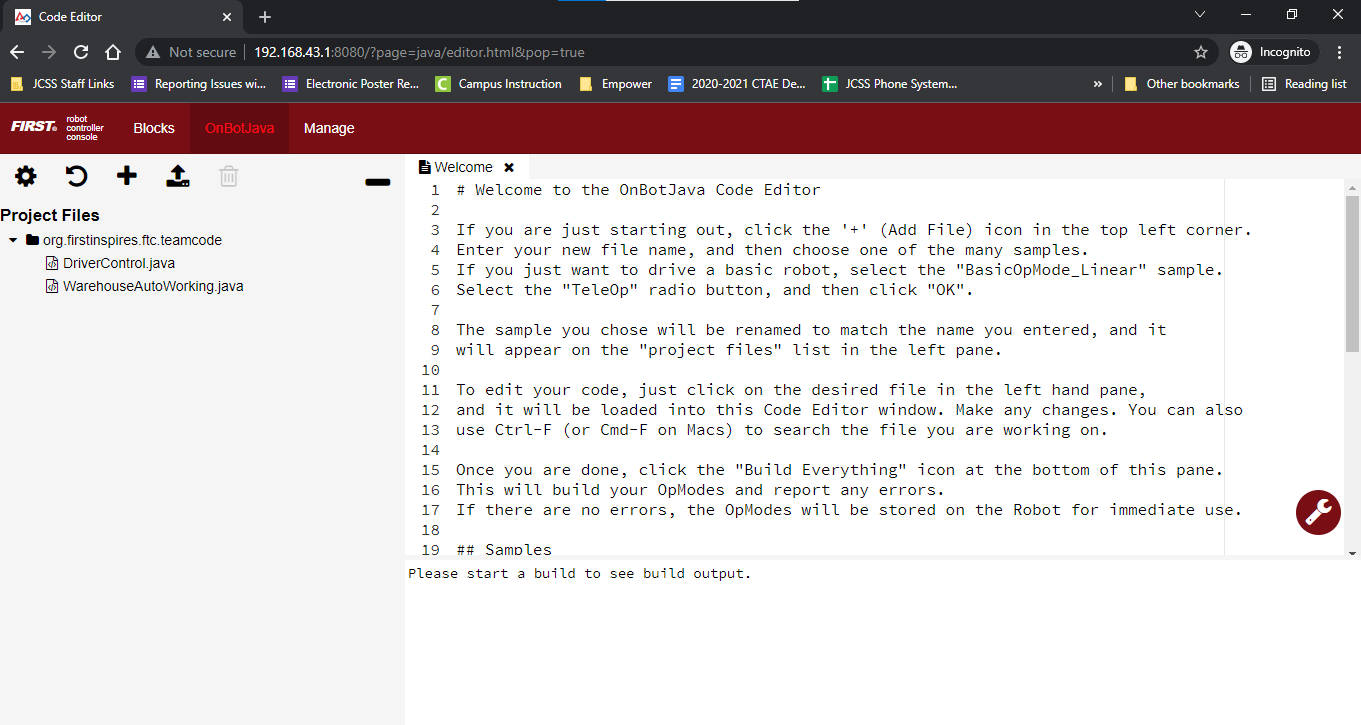 Code Editor
Not secure 192.168.43.1:8080/?page=java/editor.html&pop=true
Incognito
JCSS Staff Links Reporting Issues wi... Electronic Poster Re... Campus Instruction Empower 2020-2021 CTAE De... JCSS Phone System... » Other bookmarks Reading list
FIRST® robot controller console Blocks OnBotJava Manage
Project Files
org.firstinspires.ftc.teamcode
DriverControl.java
WarehouseAutoWorking.java
Welcome
1 # Welcome to the OnBotJava Code Editor
2
3 If you are just starting out, click the '+' (Add File) icon in the top left corner.
4 Enter your new file name, and then choose one of the many samples.
5 If you just want to drive a basic robot, select the "BasicOpMode_Linear" sample.
6 Select the "TeleOp" radio button, and then click "OK".
7
8 The sample you chose will be renamed to match the name you entered, and it
9 will appear on the "project files" list in the left pane.
10
11 To edit your code, just click on the desired file in the left hand pane,
12 and it will be loaded into this Code Editor window. Make any changes. You can also
13 use Ctrl-F (or Cmd-F on Macs) to search the file you are working on.
14
15 Once you are done, click the "Build Everything" icon at the bottom of this pane.
16 This will build your OpModes and report any errors.
17 If there are no errors, the OpModes will be stored on the Robot for immediate use.
18
19 ## Samples
Please start a build to see build output.